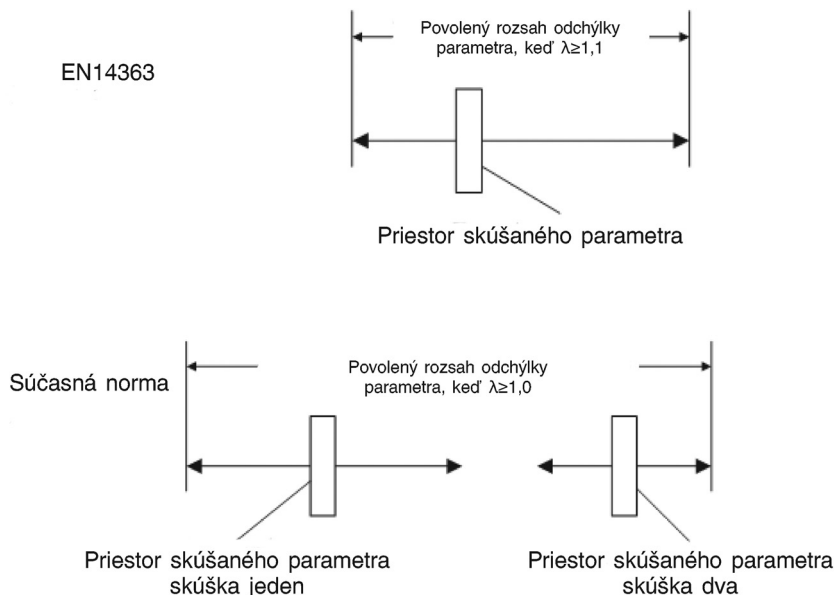 Povolený rozsah odchýlky
parametra, keď λ≥1,1
EN14363
Priestor skúšaného parametra
Povolený rozsah odchýlky
parametra, keď λ≥1,0
Súčasná norma
Priestor skúšaného parametra
skúška jeden
Priestor skúšaného parametra
skúška dva